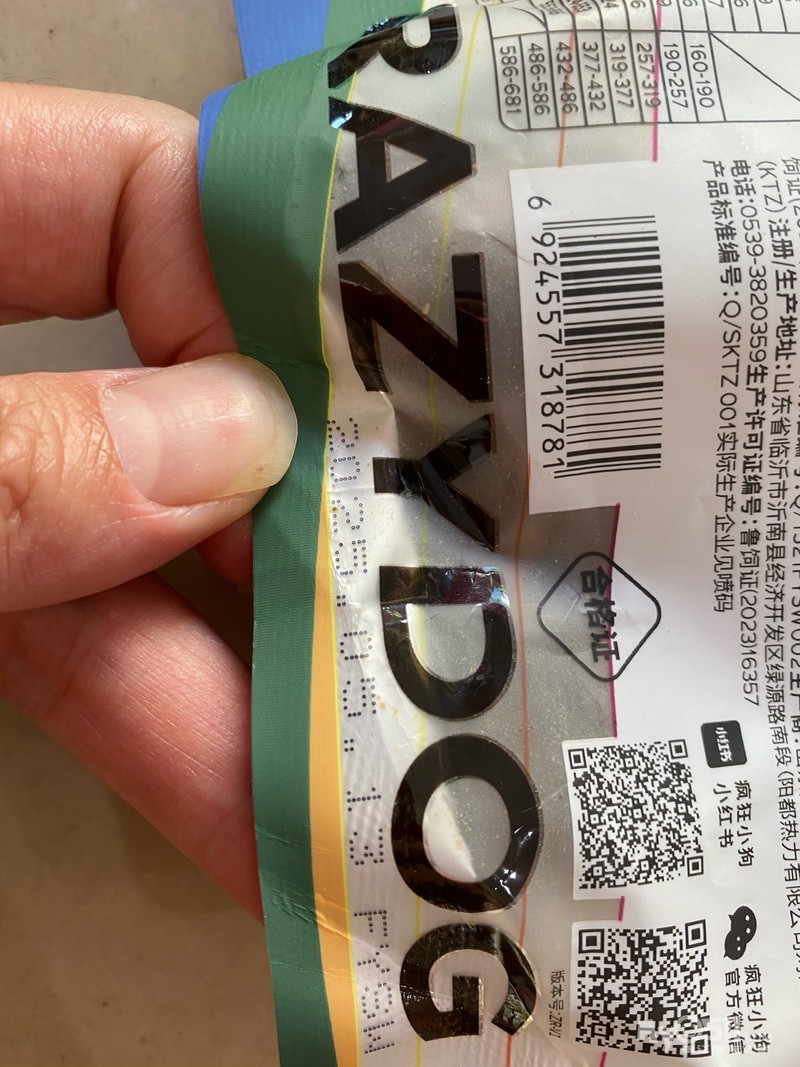 RAZYDOG
160-190
190-257
257-319
319-377
377-432
432-486
486-586
586-681
(KTZ) 注册/生产地址:山东省临沂市沂南县经济开发区绿源路南段 (阳都热力有限公司
电话:0539-3820359生产许可证编号:鲁饲证(2023)16357
产品标准编号:Q/SKTZ 001实际生产企业见喷码
6 924557 318781
合格证
小红书
疯狂小狗
小红书
疯狂小狗
官方微信
2025.09.13